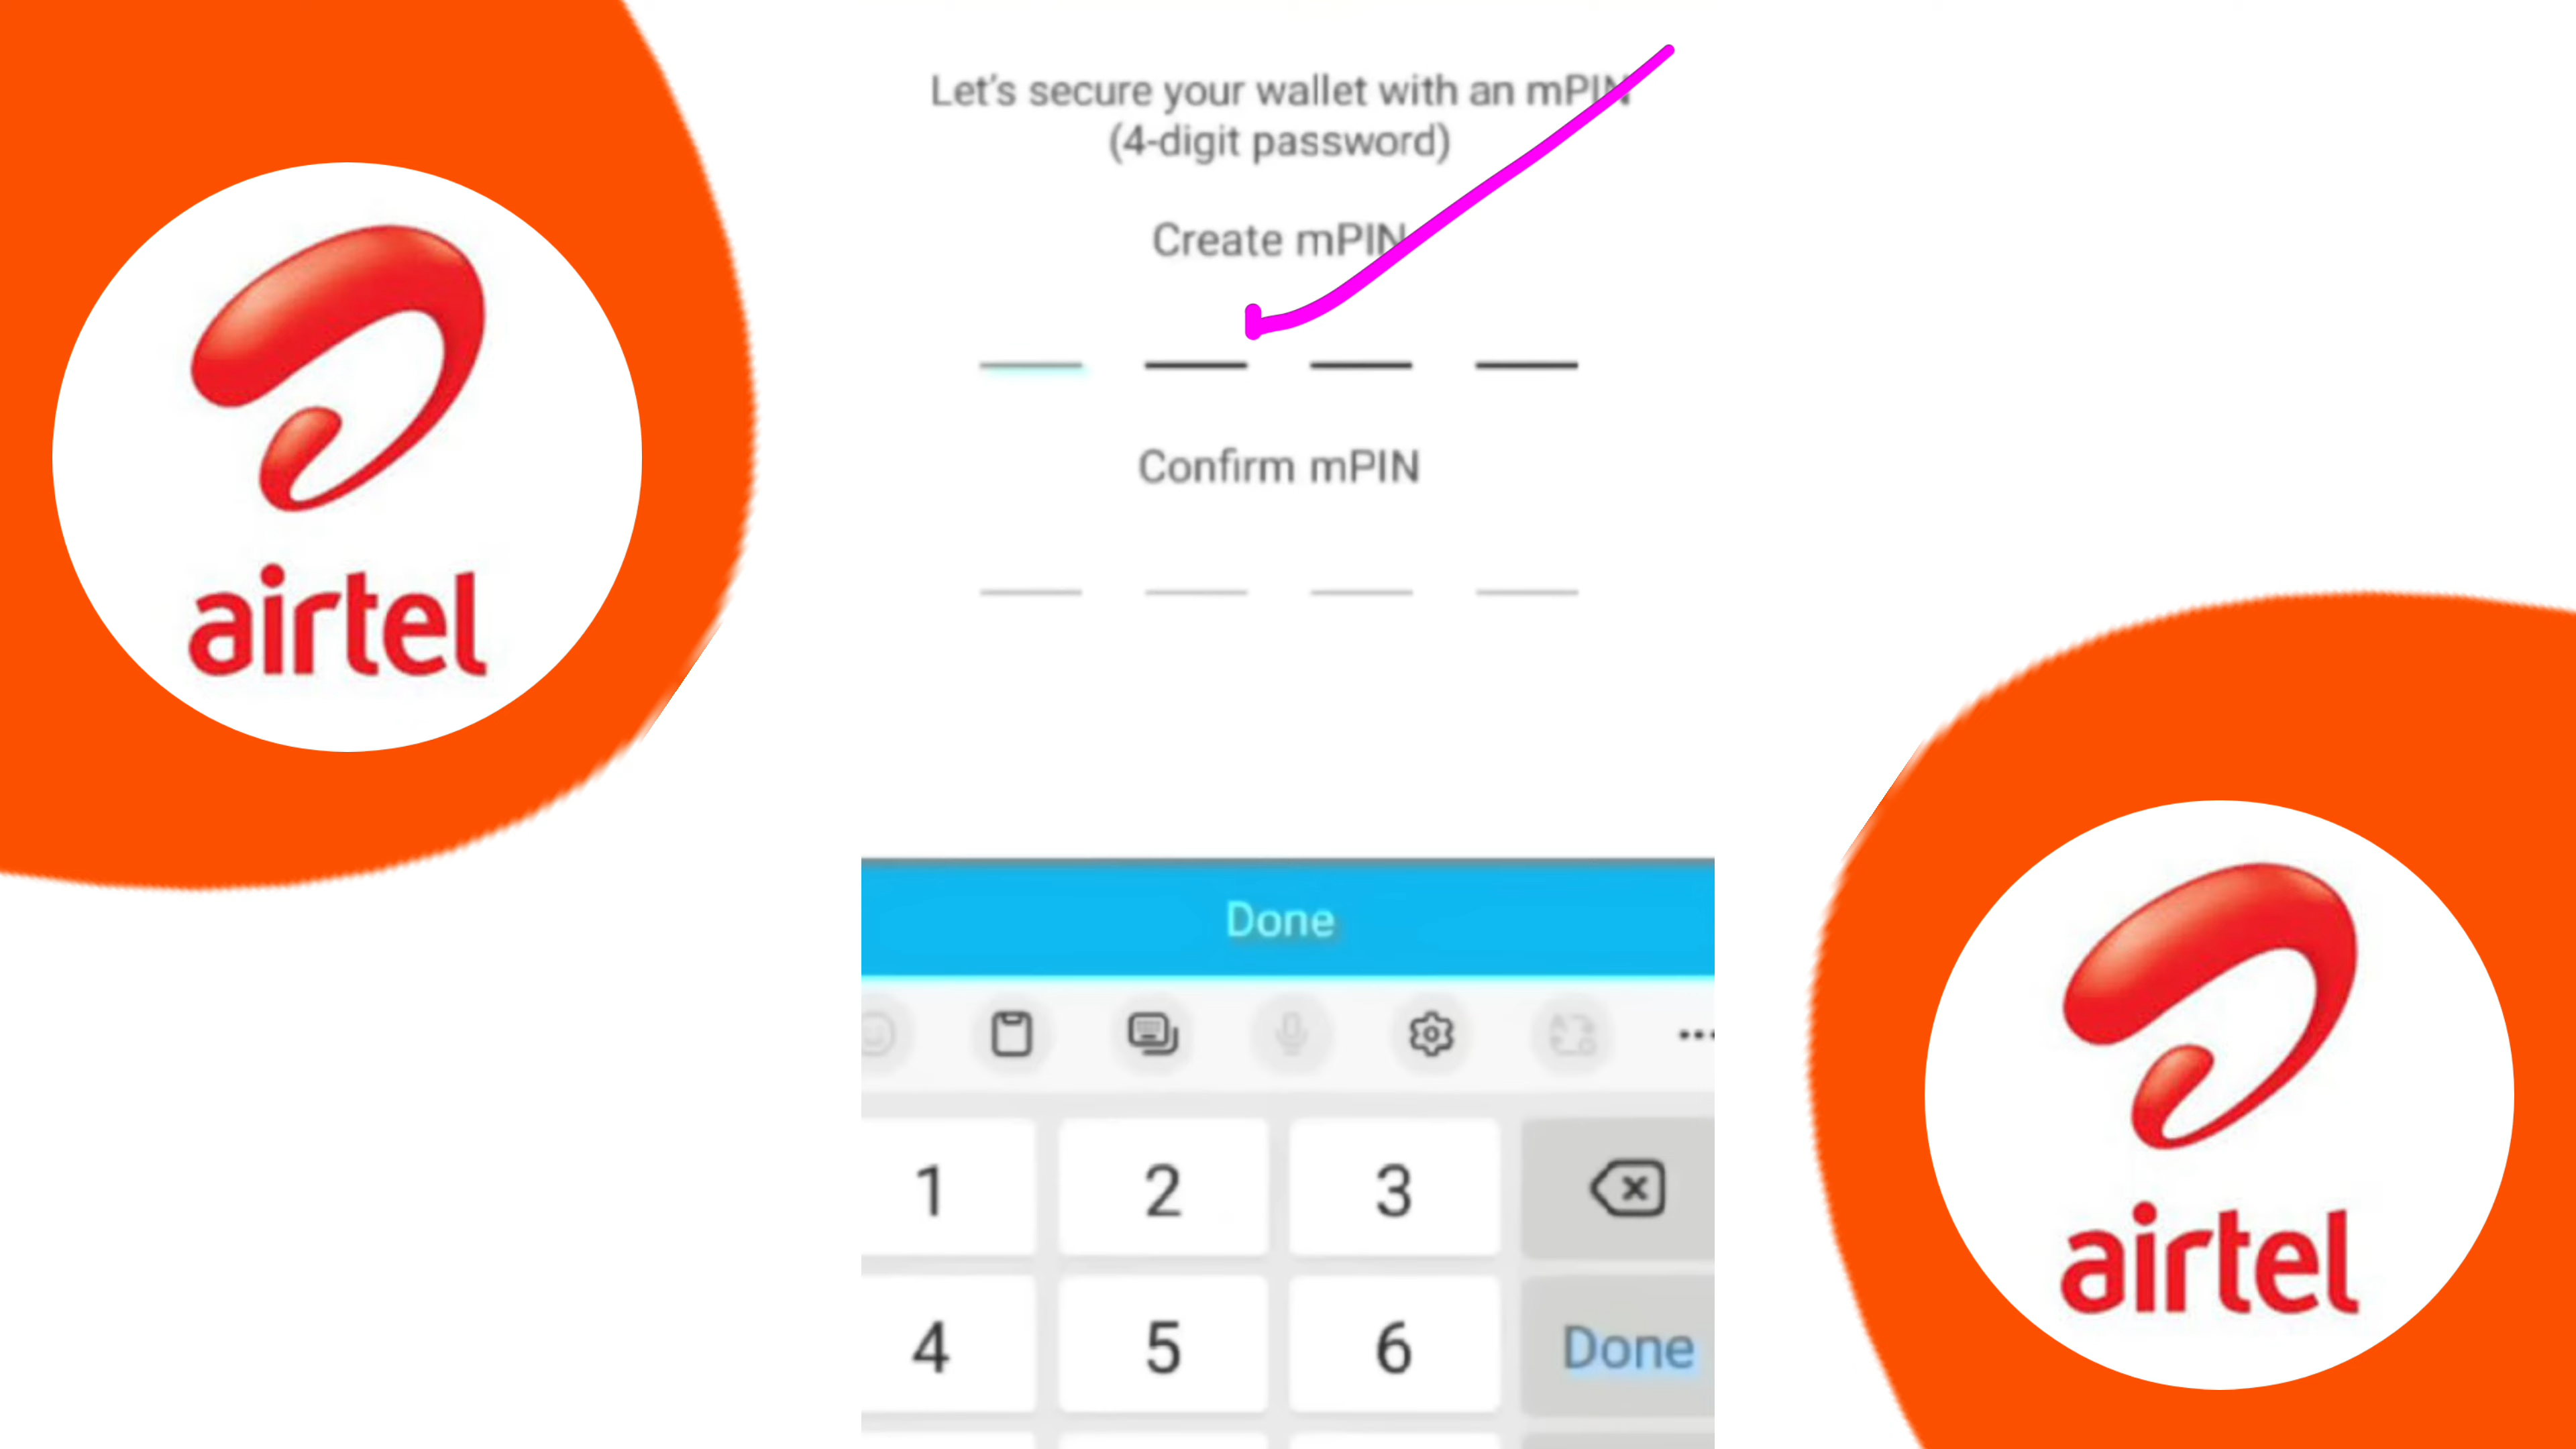 airtel
Let's secure your wallet with an mPIN
(4-digit password)
Create mPIN
Confirm mPIN
Done
1 2 3
4 5 6 Done
airtel